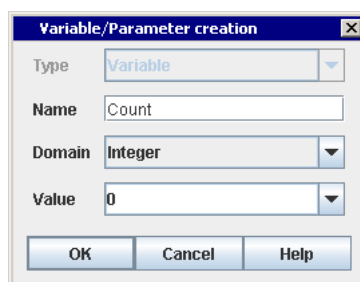 Variable/Parameter creation
Type Variable
Name Count
Domain Integer
Value 0
OK Cancel Help